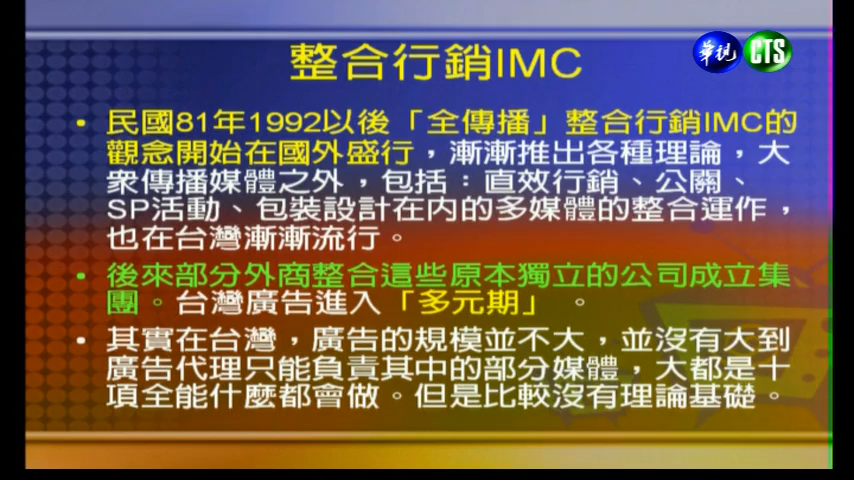 整合行銷IMC
華視 CTS
• 民國81年1992以後「全傳播」整合行銷IMC的
觀念開始在國外盛行，漸漸推出各種理論，大
眾傳播媒體之外，包括：直效行銷、公關、
SP活動、包裝設計在內的多媒體的整合運作，
也在台灣漸漸流行。
• 後來部分外商整合這些原本獨立的公司成立集
團。台灣廣告進入「多元期」 。
• 其實在台灣，廣告的規模並不大，並沒有大到
廣告代理只能負責其中的部分媒體，大都是十
項全能什麼都會做。但是比較沒有理論基礎。